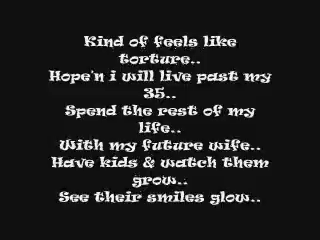 Kind of feels like
torture..
Hope'n i will live past my
35..
Spend the rest of my
life..
With my future wife..
Have kids & watch them
grow..
See their smiles glow..